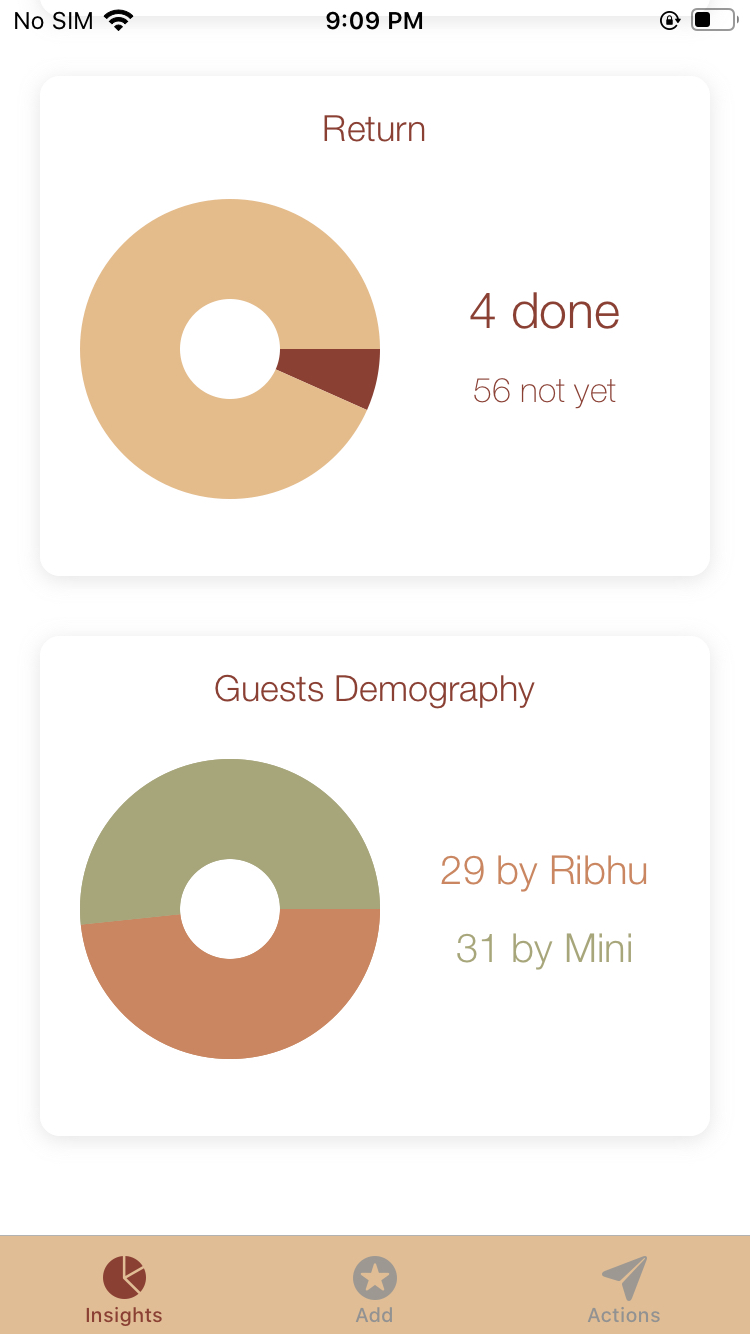 No SIM 9:09 PM
Return
4 done
56 not yet
Guests Demography
29 by Ribhu
31 by Mini
Insights Add Actions